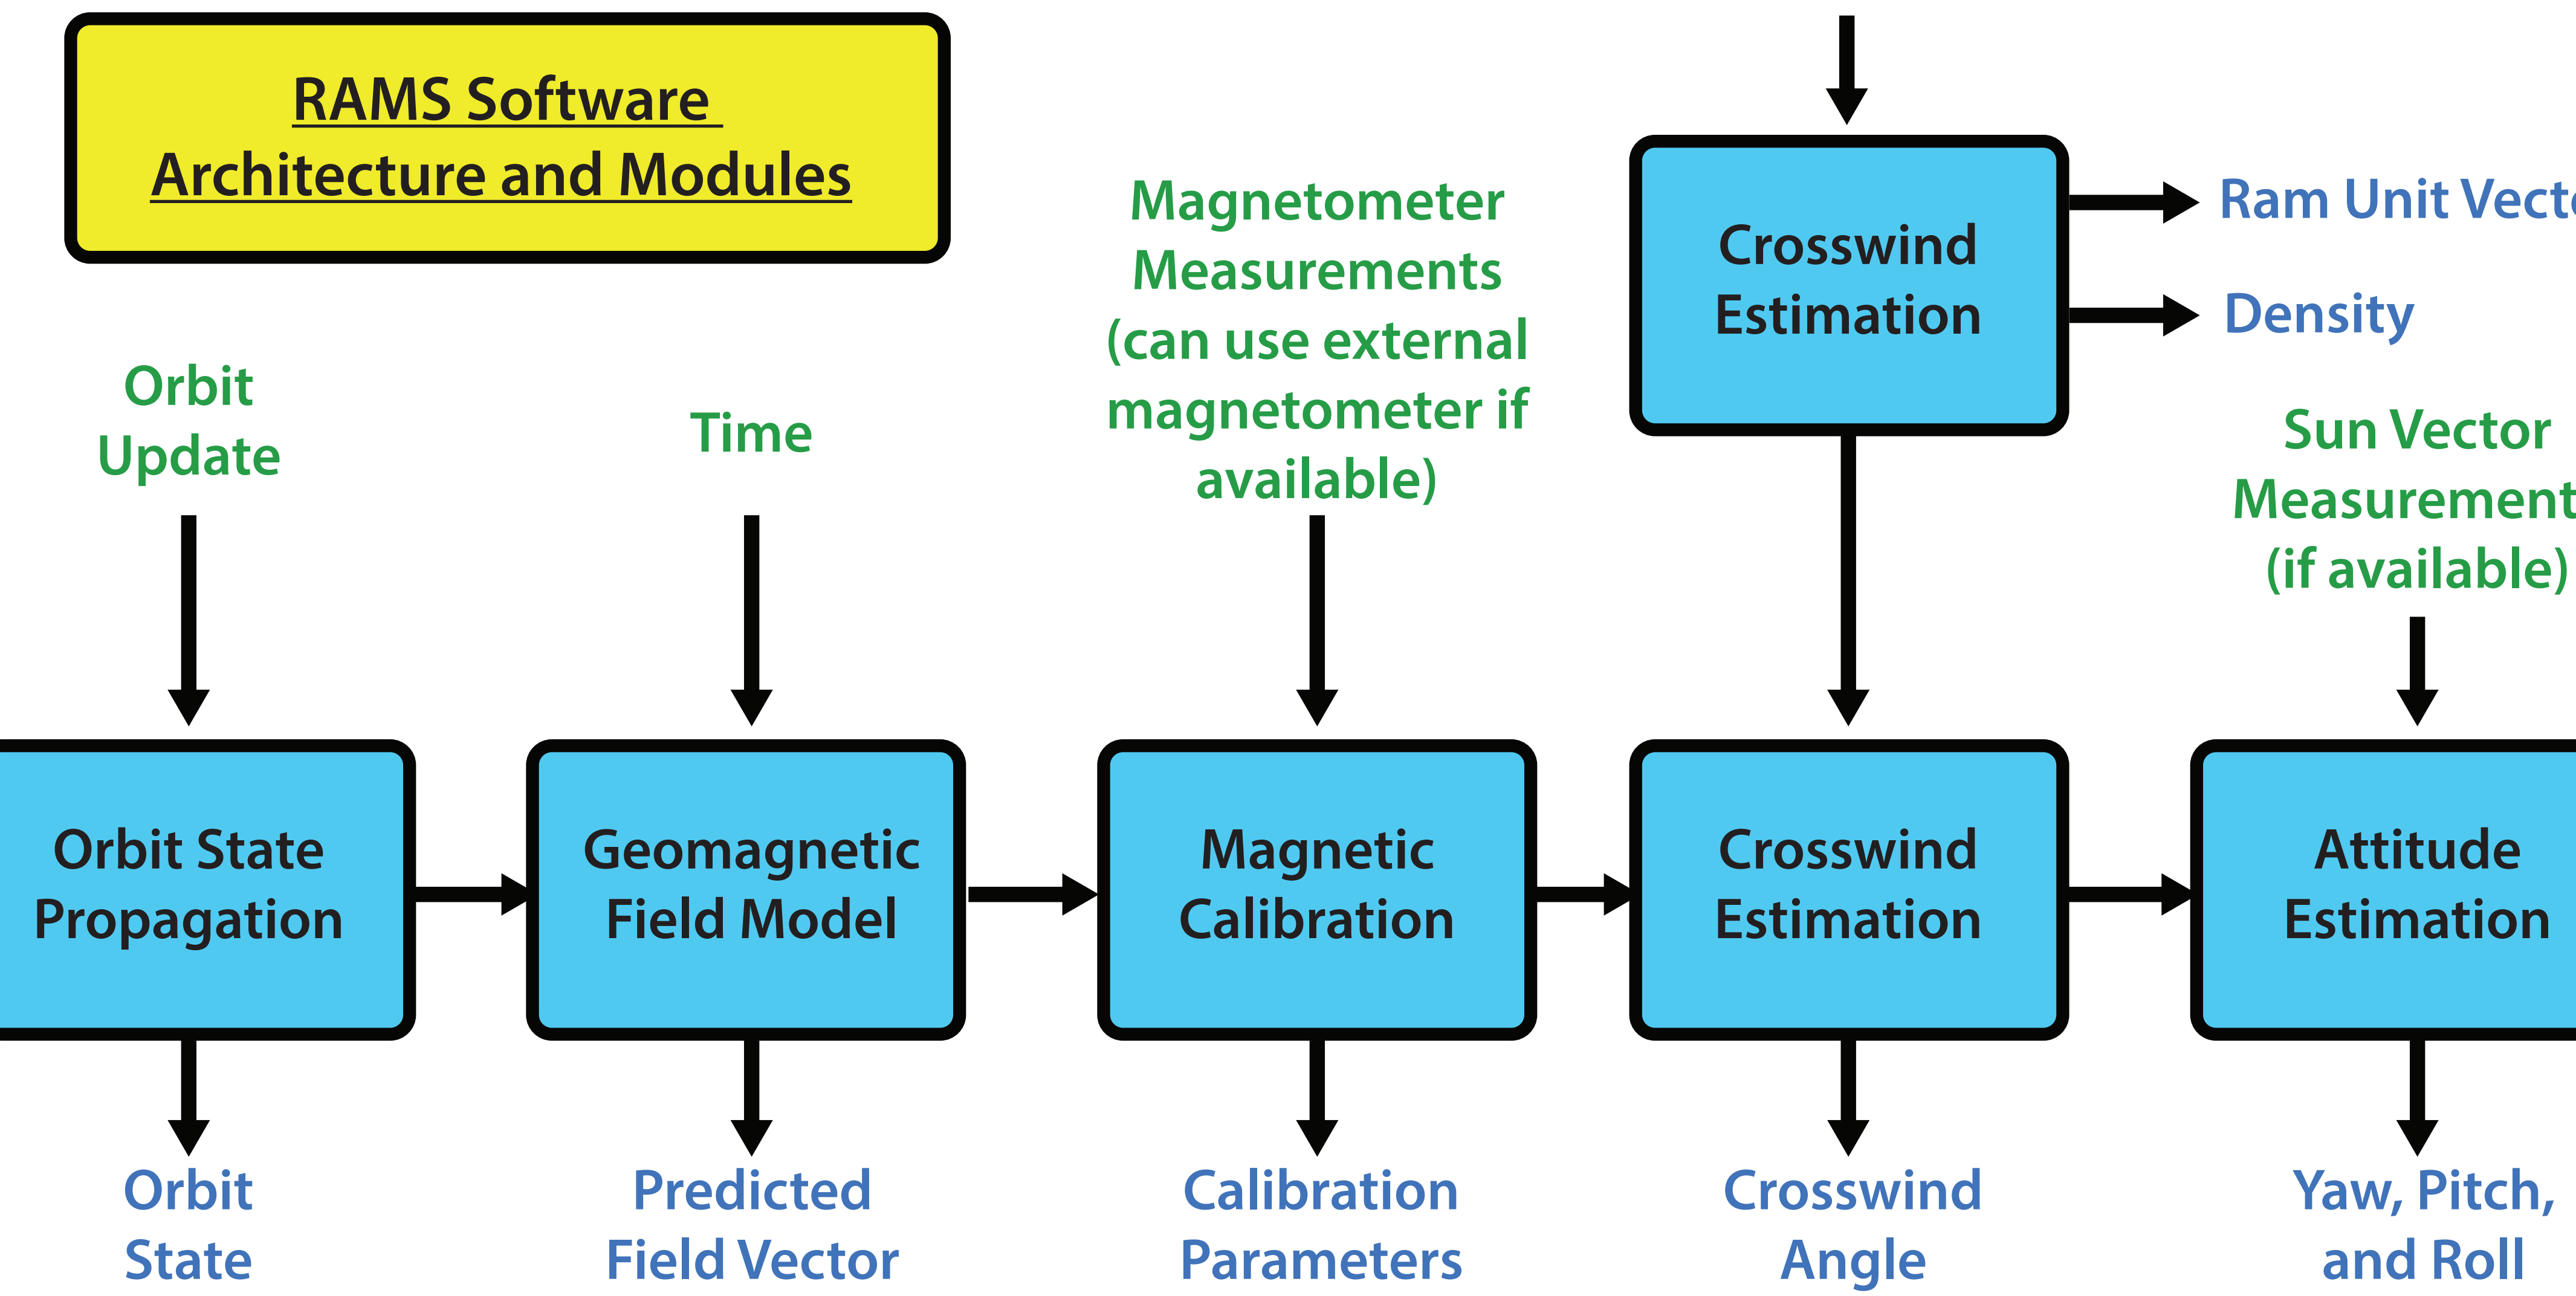 RAMS Software
Architecture and Modules
Orbit
Update
Time
Magnetometer
Measurements
(can use external
magnetometer if
available)
Crosswind
Estimation
Ram Unit
Density
Sun Vector
(if available)
Orbit State
Propagation
Geomagnetic
Field Model
Magnetic
Calibration
Crosswind
Estimation
Attitude
Estimation
Orbit
State
Predicted
Field Vector
Calibration
Parameters
Crosswind
Angle
Yaw, Pitch,
and Roll